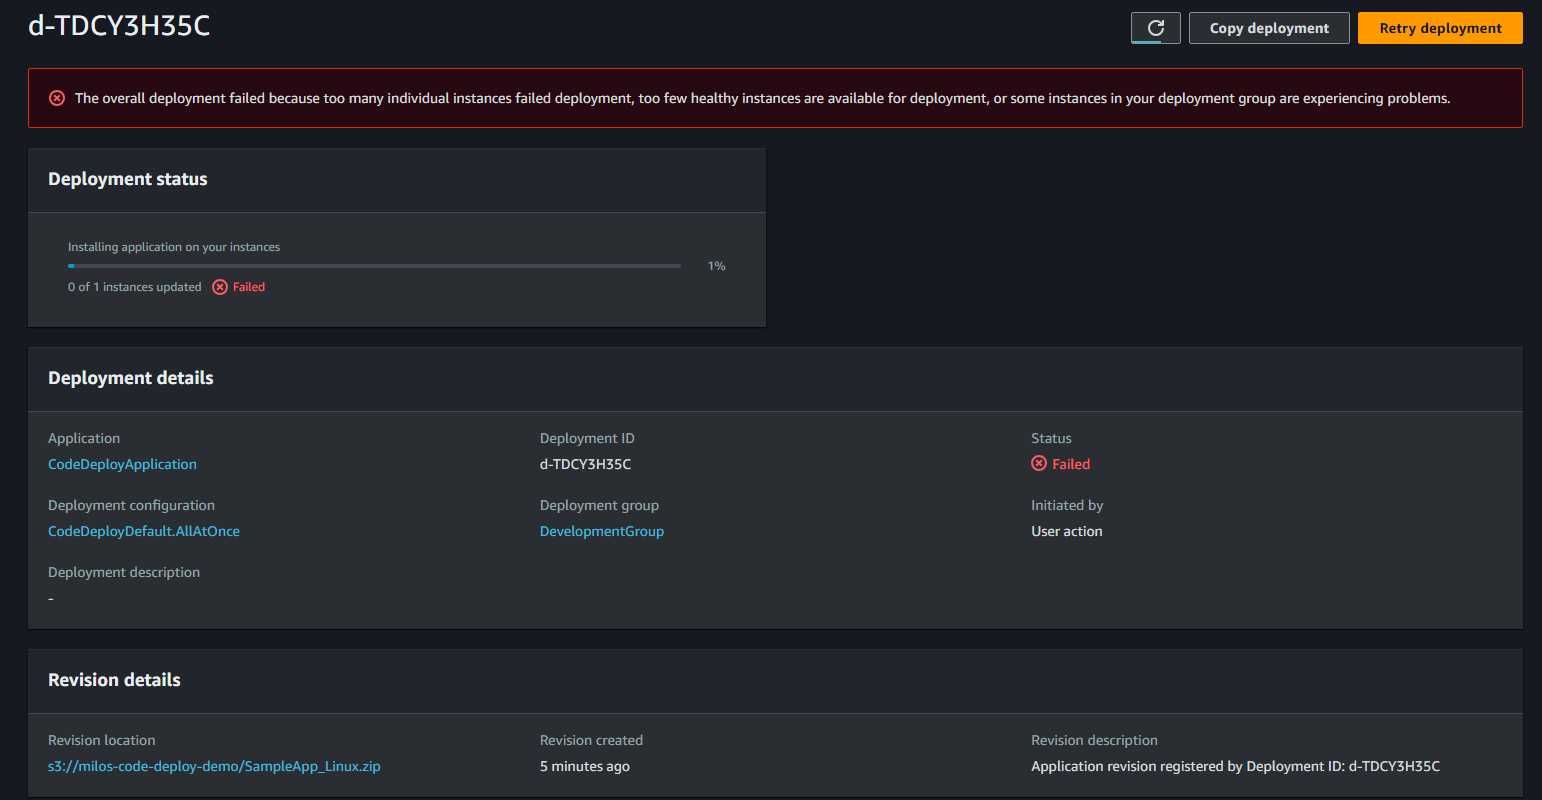 d-TDCY3H35C
Copy deployment
Retry deployment
The overall deployment failed because too many individual instances failed deployment, too few healthy instances are available for deployment, or some instances in your deployment group are experiencing problems.
Deployment status
Installing application on your instances
1%
0 of 1 instances updated Failed
Deployment details
Application
CodeDeployApplication
Deployment ID
d-TDCY3H35C
Status
Failed
Deployment configuration
CodeDeployDefault.AllAtOnce
Deployment group
DevelopmentGroup
Initiated by
User action
Deployment description
-
Revision details
Revision location
s3://milos-code-deploy-demo/SampleApp_Linux.zip
Revision created
5 minutes ago
Revision description
Application revision registered by Deployment ID: d-TDCY3H35C